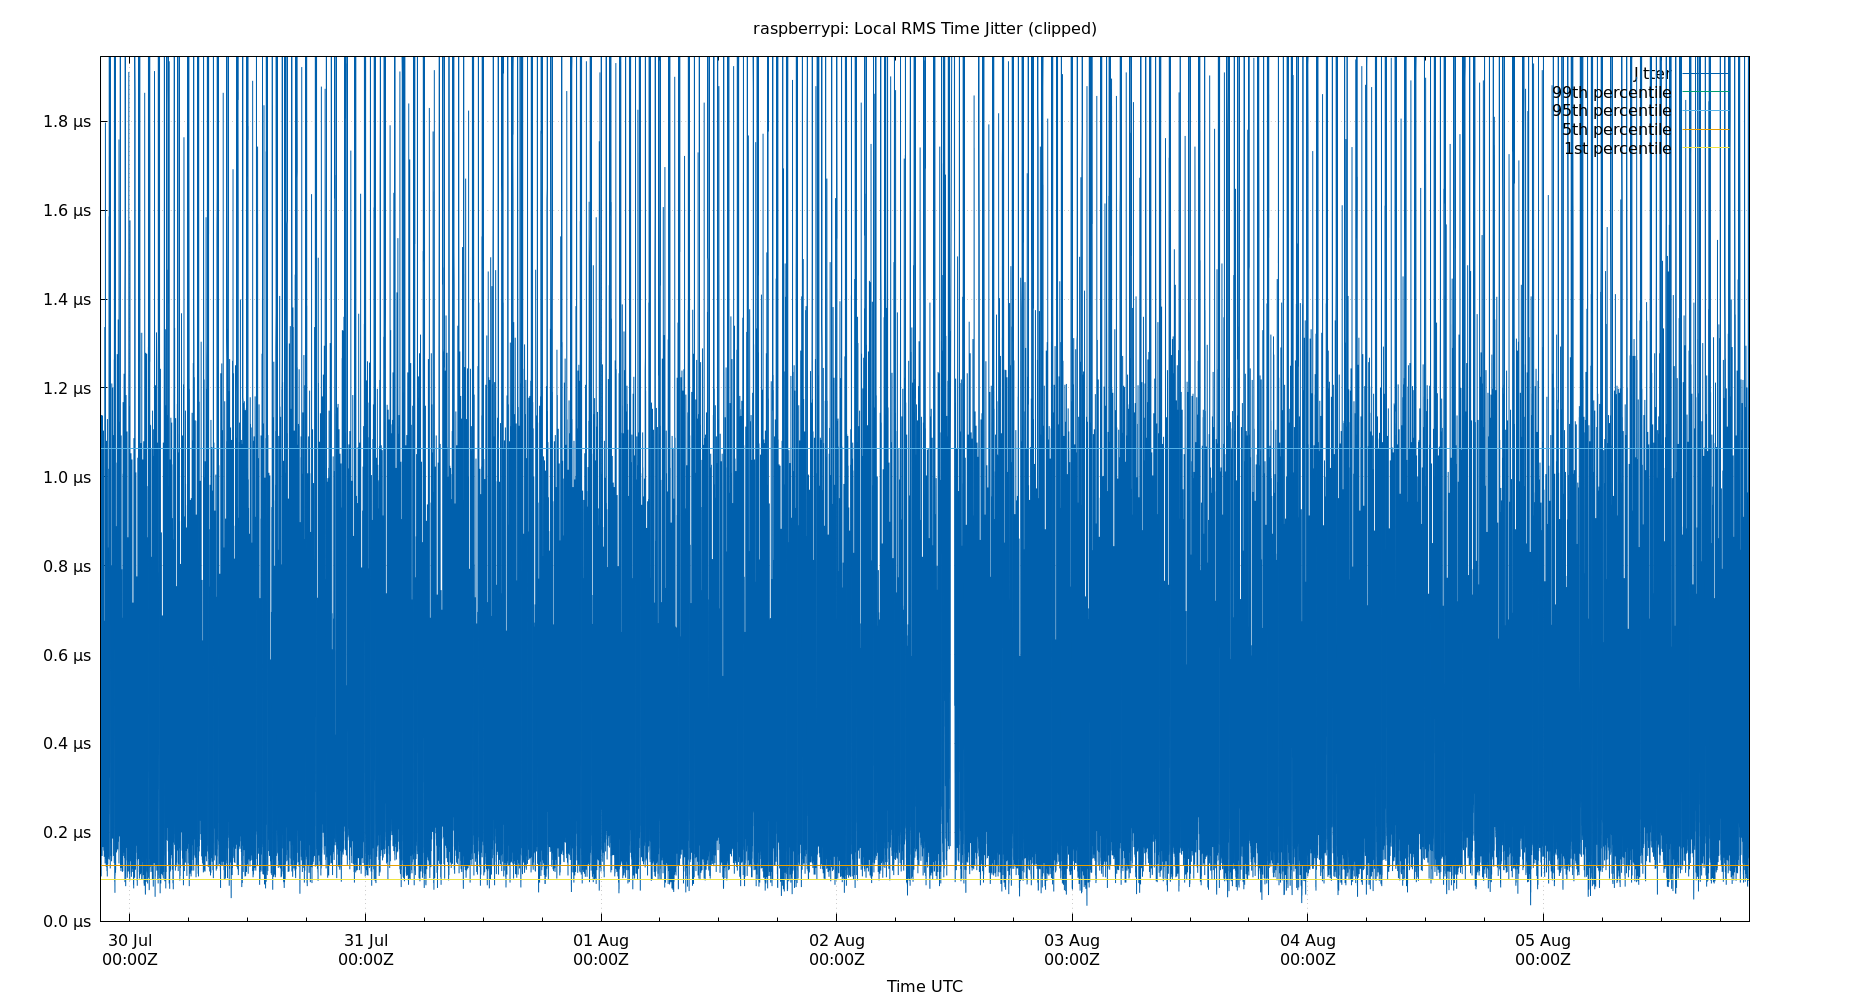 raspberrypi: Local RMS Time Jitter (clipped)
Jitter
99th percentile
95th percentile
5th percentile
1st percentile
1.8 µs
1.6 µs
1.4 µs
1.2 µs
1.0 µs
0.8 µs
0.6 µs
0.4 µs
0.2 µs
0.0 µs
30 Jul 31 Jul 01 Aug 02 Aug 03 Aug 04 Aug 05 Aug
00:00Z 00:00Z 00:00Z 00:00Z 00:00Z 00:00Z 00:00Z
Time UTC